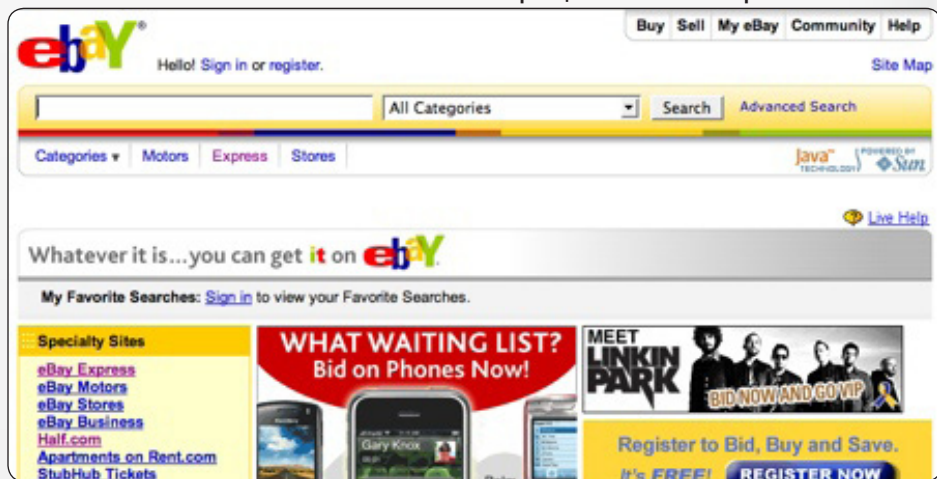 ebY®
Buy Sell My eBay Community Help
Hello! Sign in or register.
Site Map
All Categories Search Advanced Search
Categories Motors Express Stores
Java™ TECHNOLOGY POWERED BY Sun
Live Help
Whatever it is...you can get it on ebY
My Favorite Searches: Sign in to view your Favorite Searches.
Specialty Sites
eBay Express
eBay Motors
eBay Stores
eBay Business
Half.com
Apartments on Rent.com
StubHub Tickets
WHAT WAITING LIST?
Bid on Phones Now!
Gary Knox
MEET
LINKIN
PARK
BID NOW AND GO VIP
Register to Bid, Buy and Save.
It's FREE! REGISTER NOW